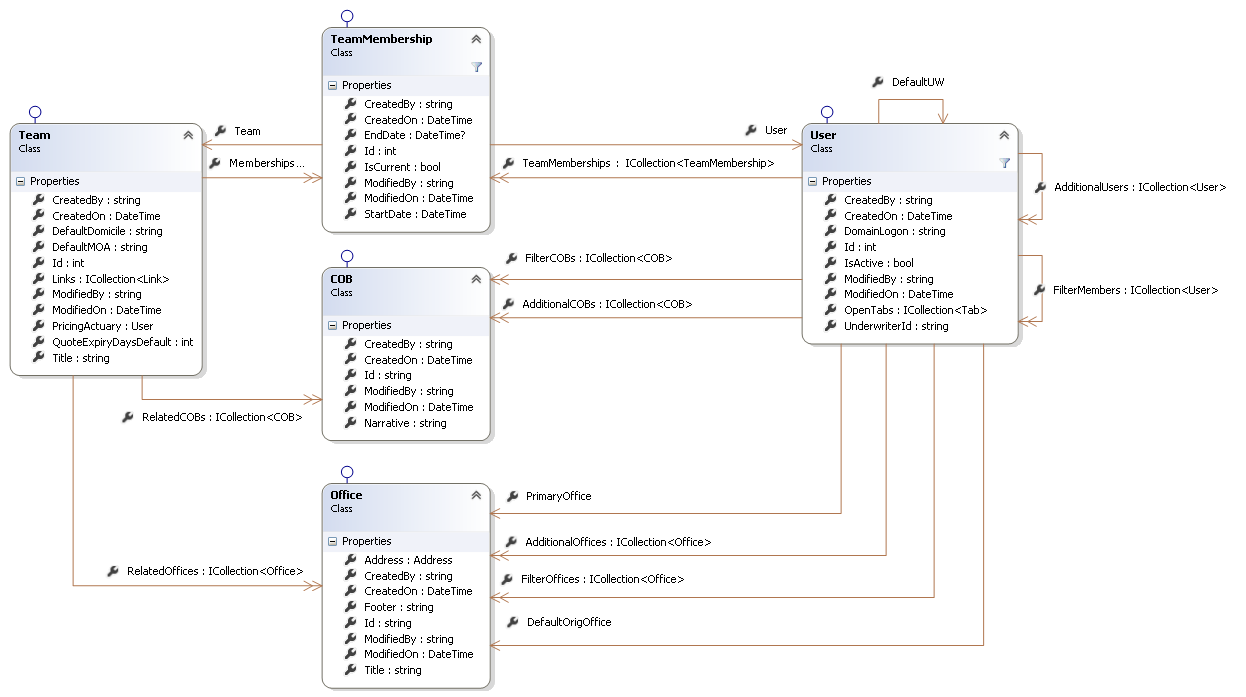 TeamMembership
Class
Properties
CreatedBy : string
CreatedOn : DateTime
EndDate : DateTime?
Id : int
IsCurrent : bool
ModifiedBy : string
ModifiedOn : DateTime
StartDate : DateTime
Team
Class
Properties
CreatedBy : string
CreatedOn : DateTime
DefaultDomicile : string
DefaultMOA : string
Id : int
Links : ICollection<Link>
ModifiedBy : string
ModifiedOn : DateTime
PricingActuary : User
QuoteExpiryDaysDefault : int
Title : string
Team
Memberships...
User
TeamMemberships : ICollection<TeamMembership>
DefaultUW
User
Class
Properties
CreatedBy : string
CreatedOn : DateTime
DomainLogon : string
Id : int
IsActive : bool
ModifiedBy : string
ModifiedOn : DateTime
OpenTabs : ICollection<Tab>
UnderwriterId : string
AdditionalUsers : ICollection<User>
FilterMembers : ICollection<User>
FilterCOBs : ICollection<COB>
AdditionalCOBs : ICollection<COB>
COB
Class
Properties
CreatedBy : string
CreatedOn : DateTime
Id : string
ModifiedBy : string
ModifiedOn : DateTime
Narrative : string
RelatedCOBs : ICollection<COB>
Office
Class
Properties
Address : Address
CreatedBy : string
CreatedOn : DateTime
Footer : string
Id : string
ModifiedBy : string
ModifiedOn : DateTime
Title : string
RelatedOffices : ICollection<Office>
PrimaryOffice
AdditionalOffices : ICollection<Office>
FilterOffices : ICollection<Office>
DefaultOrigOffice